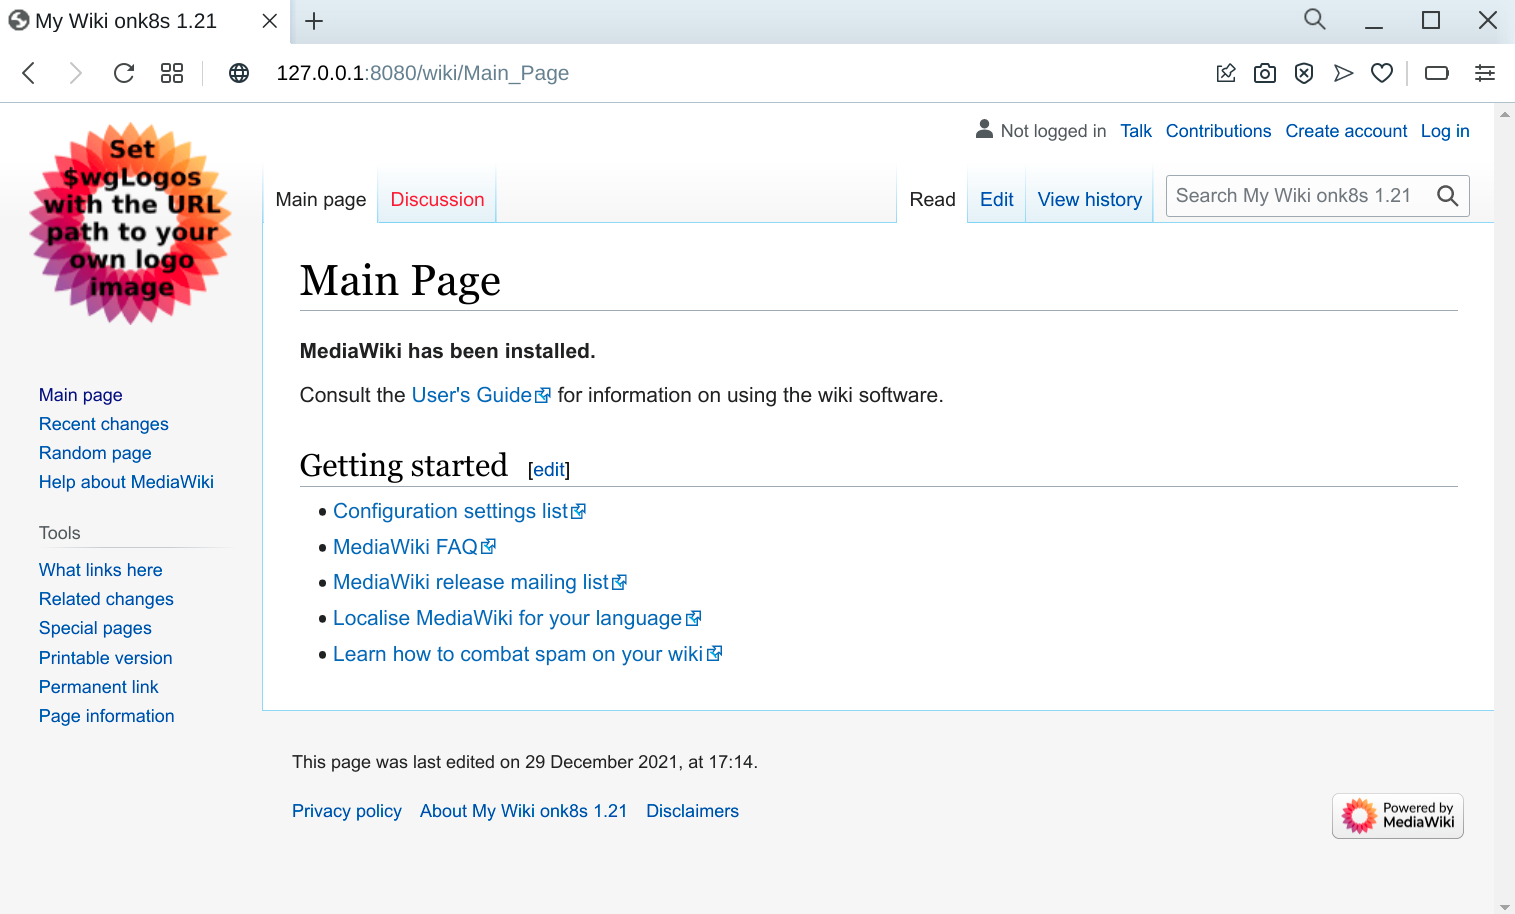 My Wiki onk8s 1.21
127.0.0.1:8080/wiki/Main_Page
Set
$wgLogos
with the URL
path to your
own logo
image
Not logged in Talk Contributions Create account Log in
Main page Discussion Read Edit View history Search My Wiki onk8s 1.21
Main Page
MediaWiki has been installed.
Consult the User's Guide for information on using the wiki software.
Getting started [edit]
• Configuration settings list
• MediaWiki FAQ
• MediaWiki release mailing list
• Localise MediaWiki for your language
• Learn how to combat spam on your wiki
Main page
Recent changes
Random page
Help about MediaWiki
Tools
What links here
Related changes
Special pages
Printable version
Permanent link
Page information
This page was last edited on 29 December 2021, at 17:14.
Privacy policy About My Wiki onk8s 1.21 Disclaimers
Powered by
MediaWiki